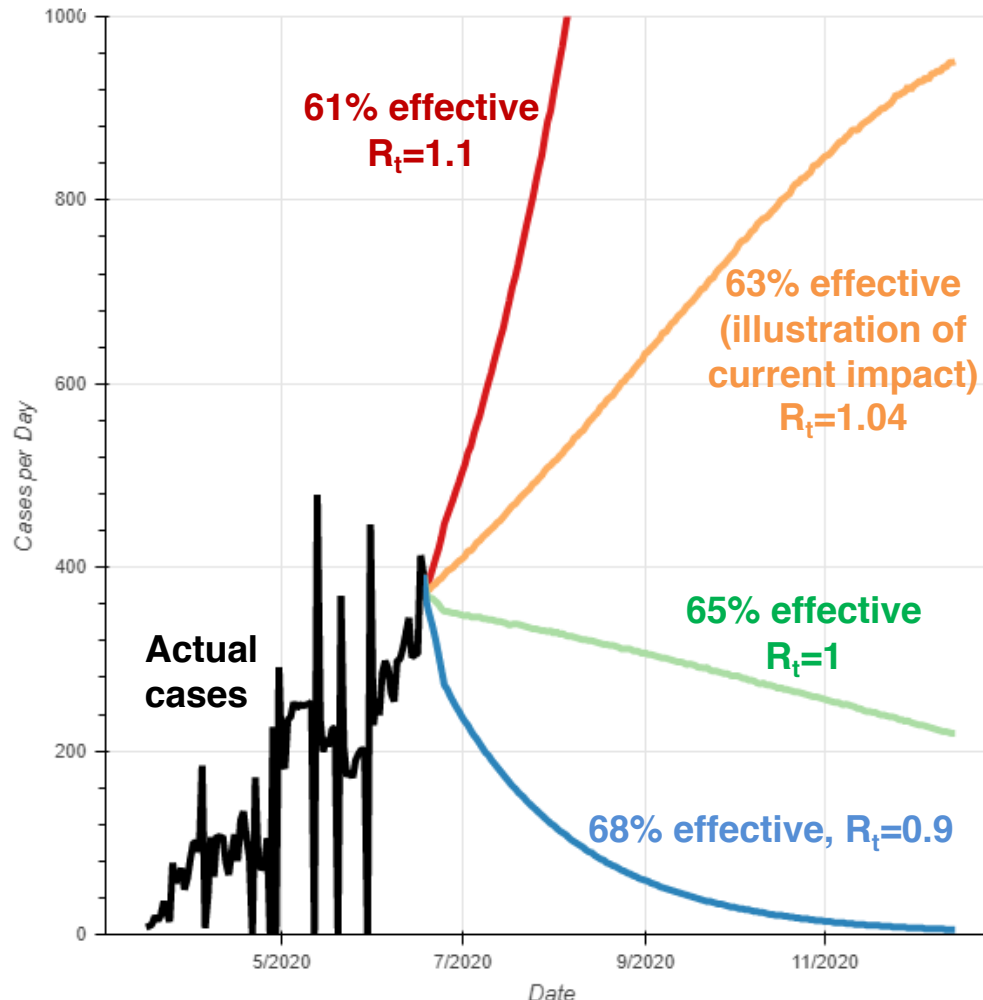 1000
800
600
400
200
0
Cases per Day
61% effective
Rt=1.1
63% effective
(illustration of
current impact)
Rt=1.04
65% effective
Rt=1
Actual
cases
68% effective, Rt=0.9
5/2020
7/2020
9/2020
11/2020
Date